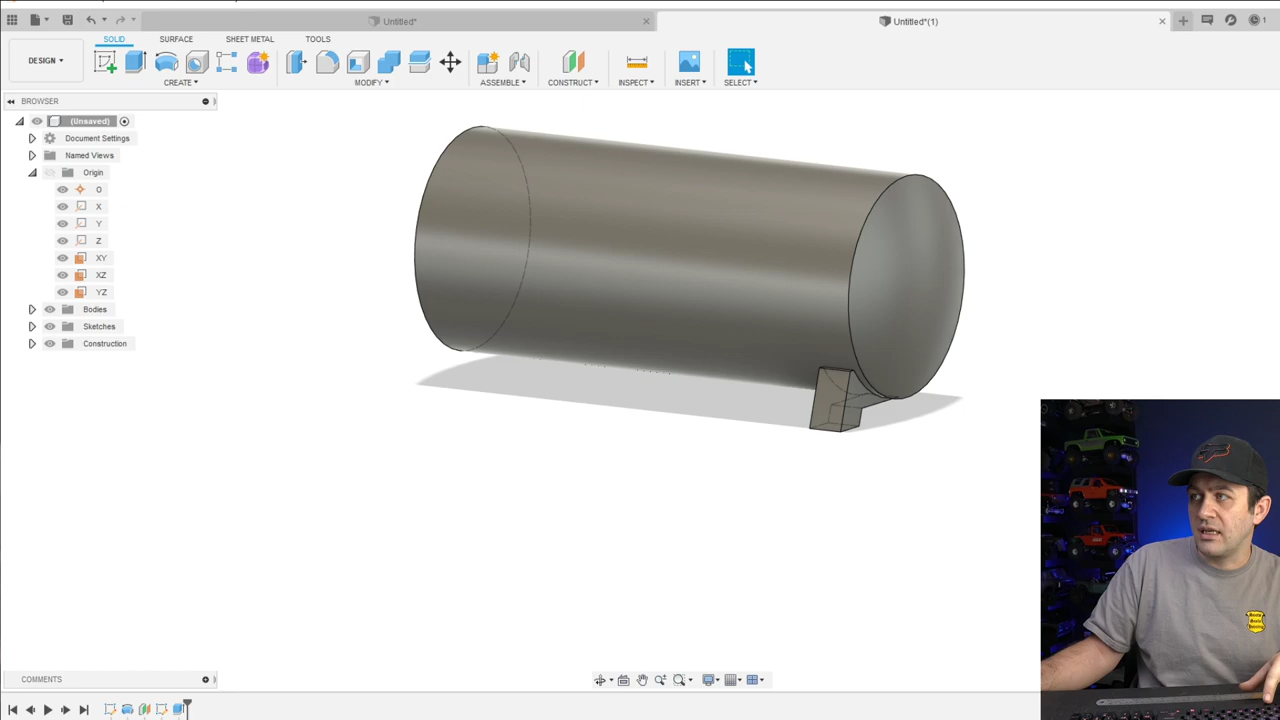 Untitled*
Untitled*(1)
1
DESIGN
SOLID
SURFACE
SHEET METAL
TOOLS
CREATE
MODIFY
ASSEMBLE
CONSTRUCT
INSPECT
INSERT
SELECT
BROWSER
(Unsaved)
Document Settings
Named Views
Origin
O
X
Y
Z
XY
XZ
YZ
Bodies
Sketches
Construction
COMMENTS